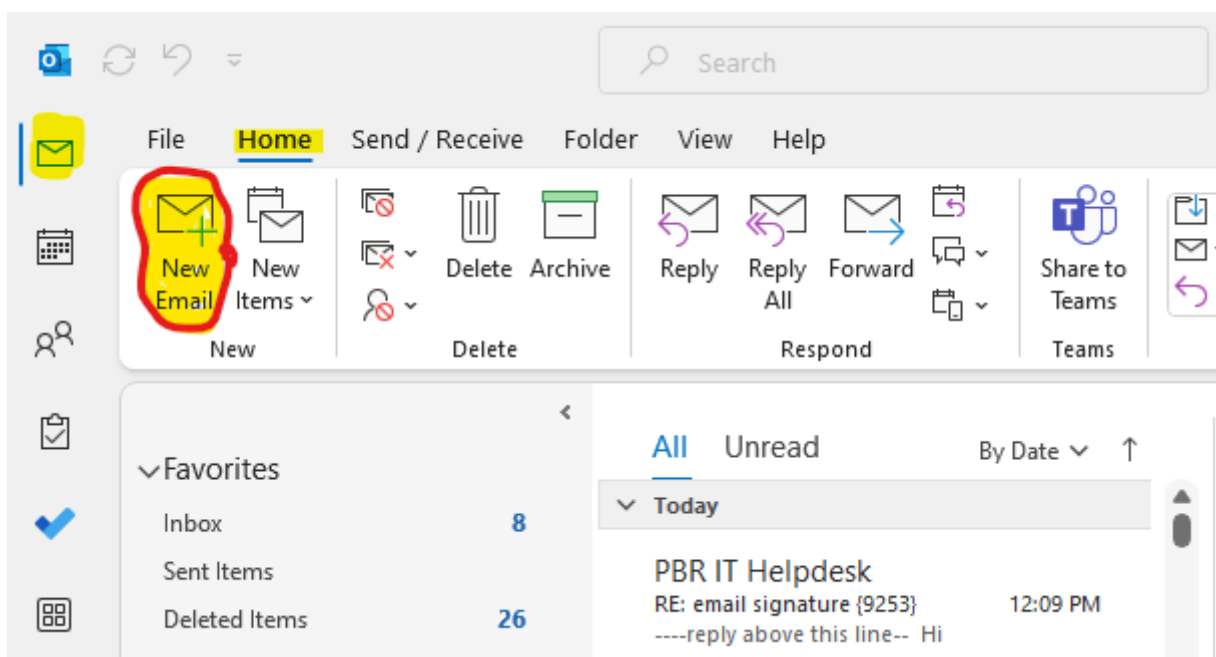 Search
File Home Send / Receive Folder View Help
New Email
New Items
Delete Archive
Reply
Reply All
Forward
Share to Teams
New Delete Respond Teams
Favorites
Inbox 8
Sent Items
Deleted Items 26
All Unread By Date
Today
PBR IT Helpdesk
RE: email signature {9253} 12:09 PM
----reply above this line-- Hi